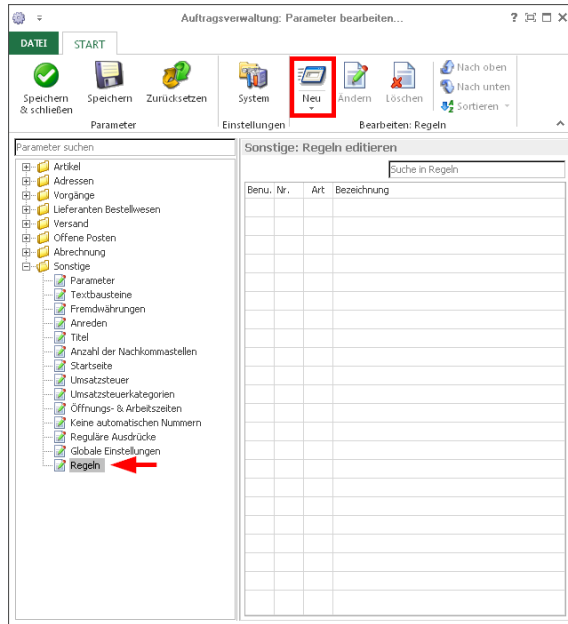 Auftragsverwaltung: Parameter bearbeiten...
DATEI START
Speichern & schließen
Speichern
Zurücksetzen
System
Neu
Ändern
Löschen
Nach oben
Nach unten
Sortieren
Parameter
Einstellungen
Bearbeiten: Regeln
Parameter suchen
Artikel
Adressen
Vorgänge
Lieferanten Bestellwesen
Versand
Offene Posten
Abrechnung
Sonstige
Parameter
Textbausteine
Fremdwährungen
Anreden
Titel
Anzahl der Nachkommastellen
Startseite
Umsatzsteuer
Umsatzsteuerkategorien
Öffnungs- & Arbeitszeiten
Keine automatischen Nummern
Reguläre Ausdrücke
Globale Einstellungen
Regeln
Sonstige: Regeln editieren
Suche in Regeln
Benu. Nr. Art Bezeichnung